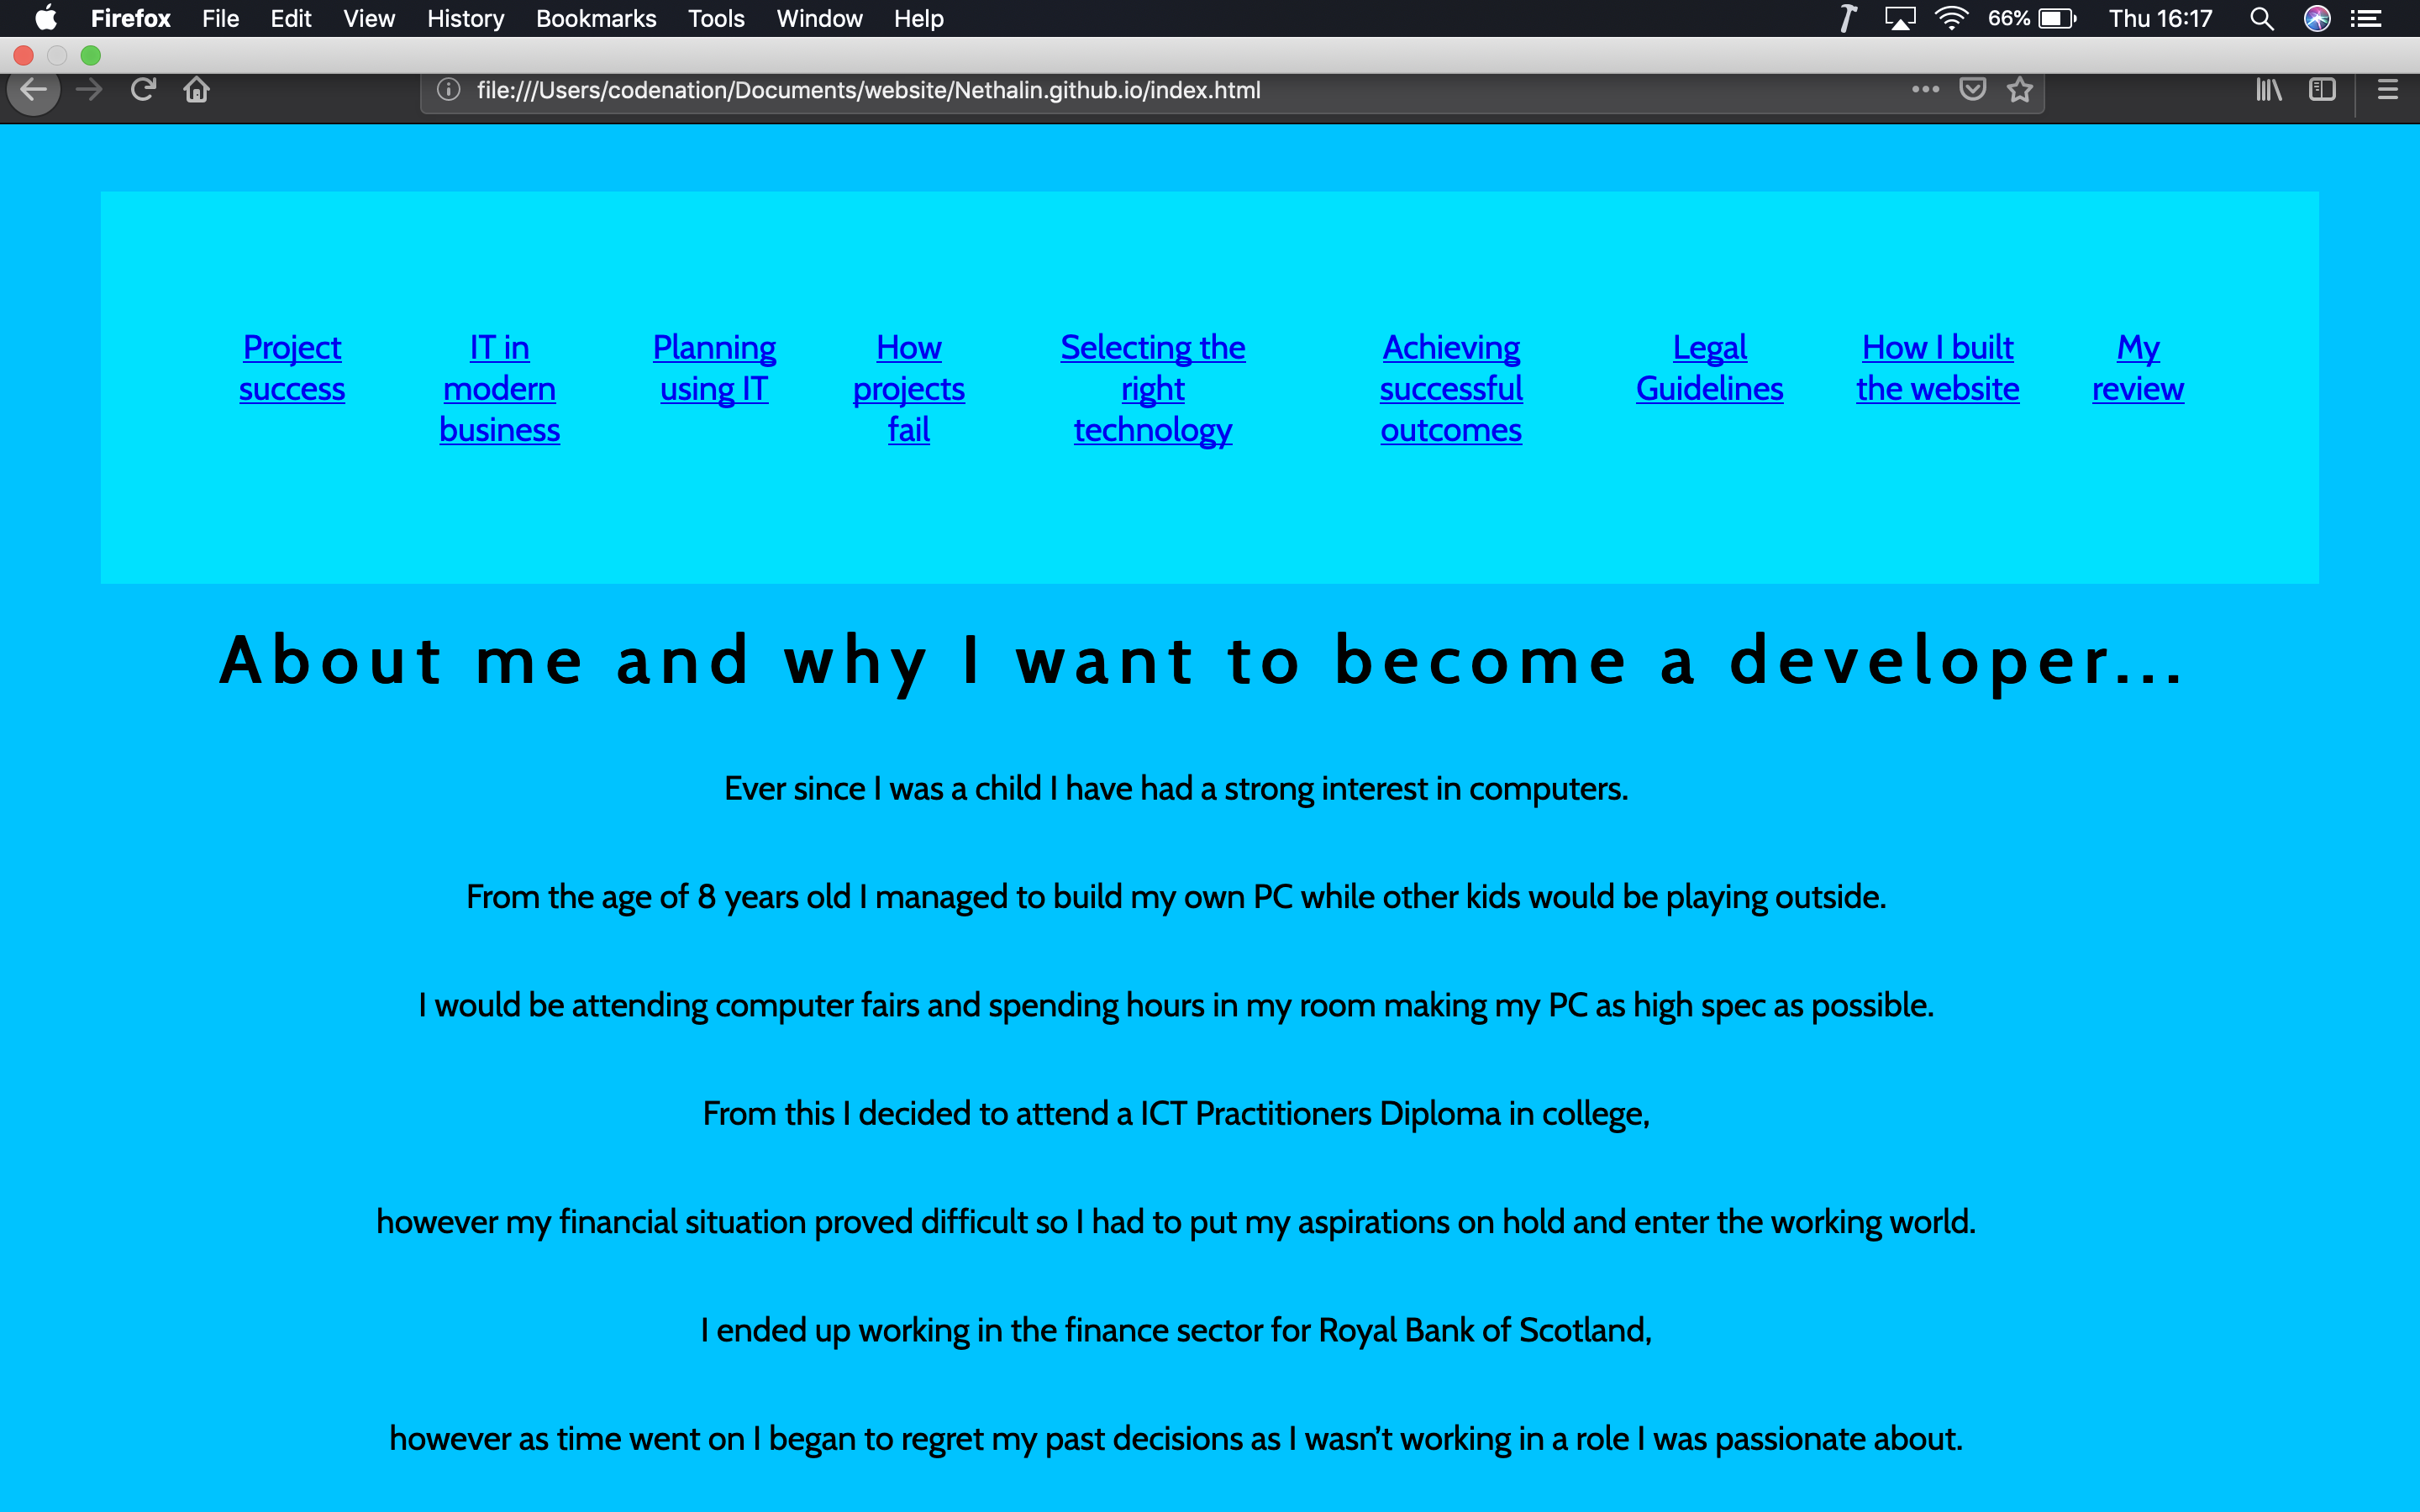 Firefox File Edit View History Bookmarks Tools Window Help 66% Thu 16:17
file:///Users/codenation/Documents/website/Nethalin.github.io/index.html
Project
success
IT in
modern
business
Planning
using IT
How
projects
fail
Selecting the
right
technology
Achieving
successful
outcomes
Legal
Guidelines
How I built
the website
My
review
About me and why I want to become a developer...
Ever since I was a child I have had a strong interest in computers.
From the age of 8 years old I managed to build my own PC while other kids would be playing outside.
I would be attending computer fairs and spending hours in my room making my PC as high spec as possible.
From this I decided to attend a ICT Practitioners Diploma in college,
however my financial situation proved difficult so I had to put my aspirations on hold and enter the working world.
I ended up working in the finance sector for Royal Bank of Scotland,
however as time went on I began to regret my past decisions as I wasn’t working in a role I was passionate about.